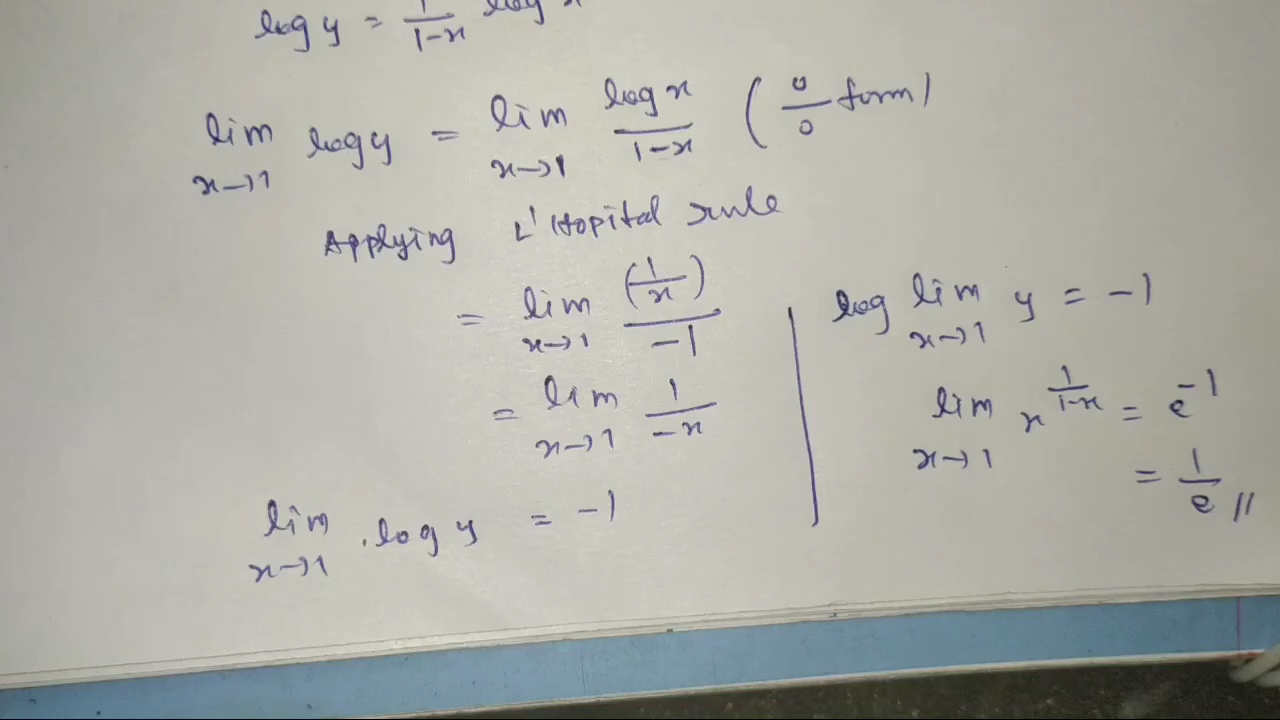 log y = 1/(1-x) log x
lim x→1 log y = lim x→1 log x/(1-x) (0/0 form)
Applying L'Hopital rule
= lim x→1 (1/x)/-1
= lim x→1 1/-x
lim x→1 . log y = -1
log lim x→1 y = -1
lim x→1 x^(1/(1-x)) = e^-1
= 1/e //